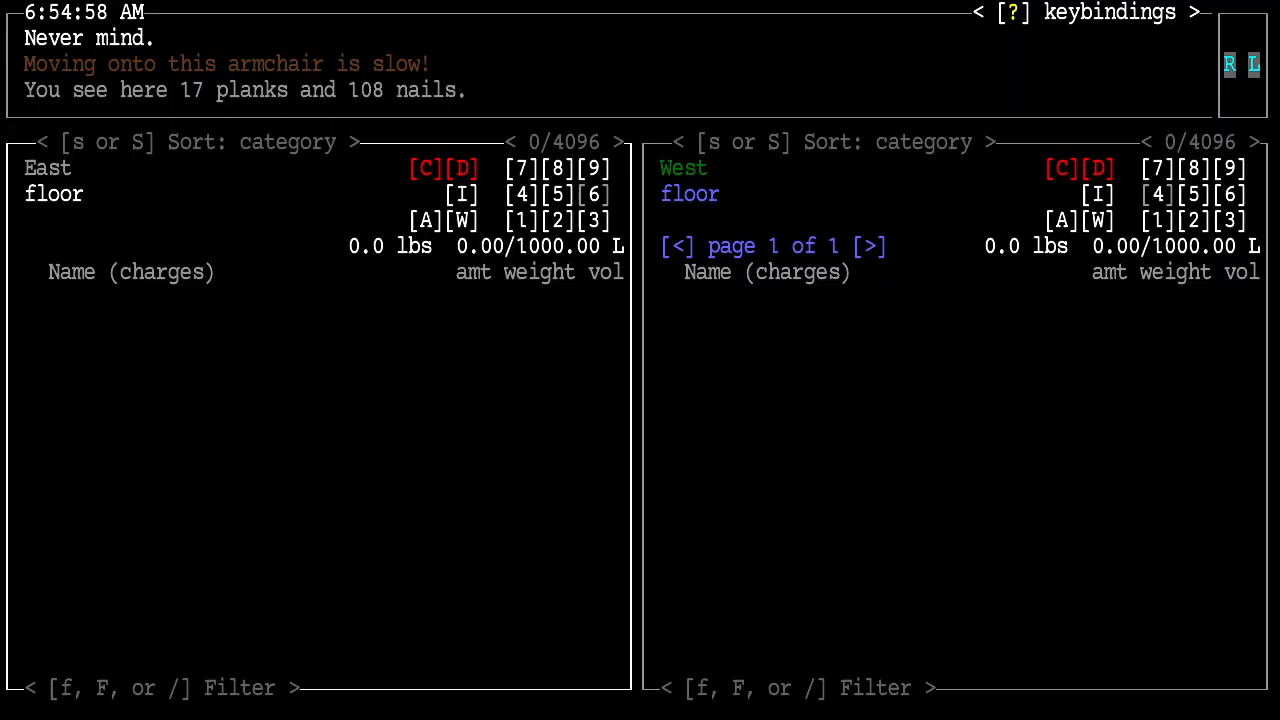 6:54:58 AM < [?] keybindings >
Never mind.
Moving onto this armchair is slow! R L
You see here 17 planks and 108 nails.
< [s or S] Sort: category > < 0/4096 >
East [C][D] [7][8][9]
floor [I] [4][5][6]
[A][W] [1][2][3]
0.0 lbs 0.00/1000.00 L
Name (charges) amt weight vol
< [f, F, or /] Filter >
< [s or S] Sort: category > < 0/4096 >
West [C][D] [7][8][9]
floor [I] [4][5][6]
[A][W] [1][2][3]
[<] page 1 of 1 [>] 0.0 lbs 0.00/1000.00 L
Name (charges) amt weight vol
< [f, F, or /] Filter >